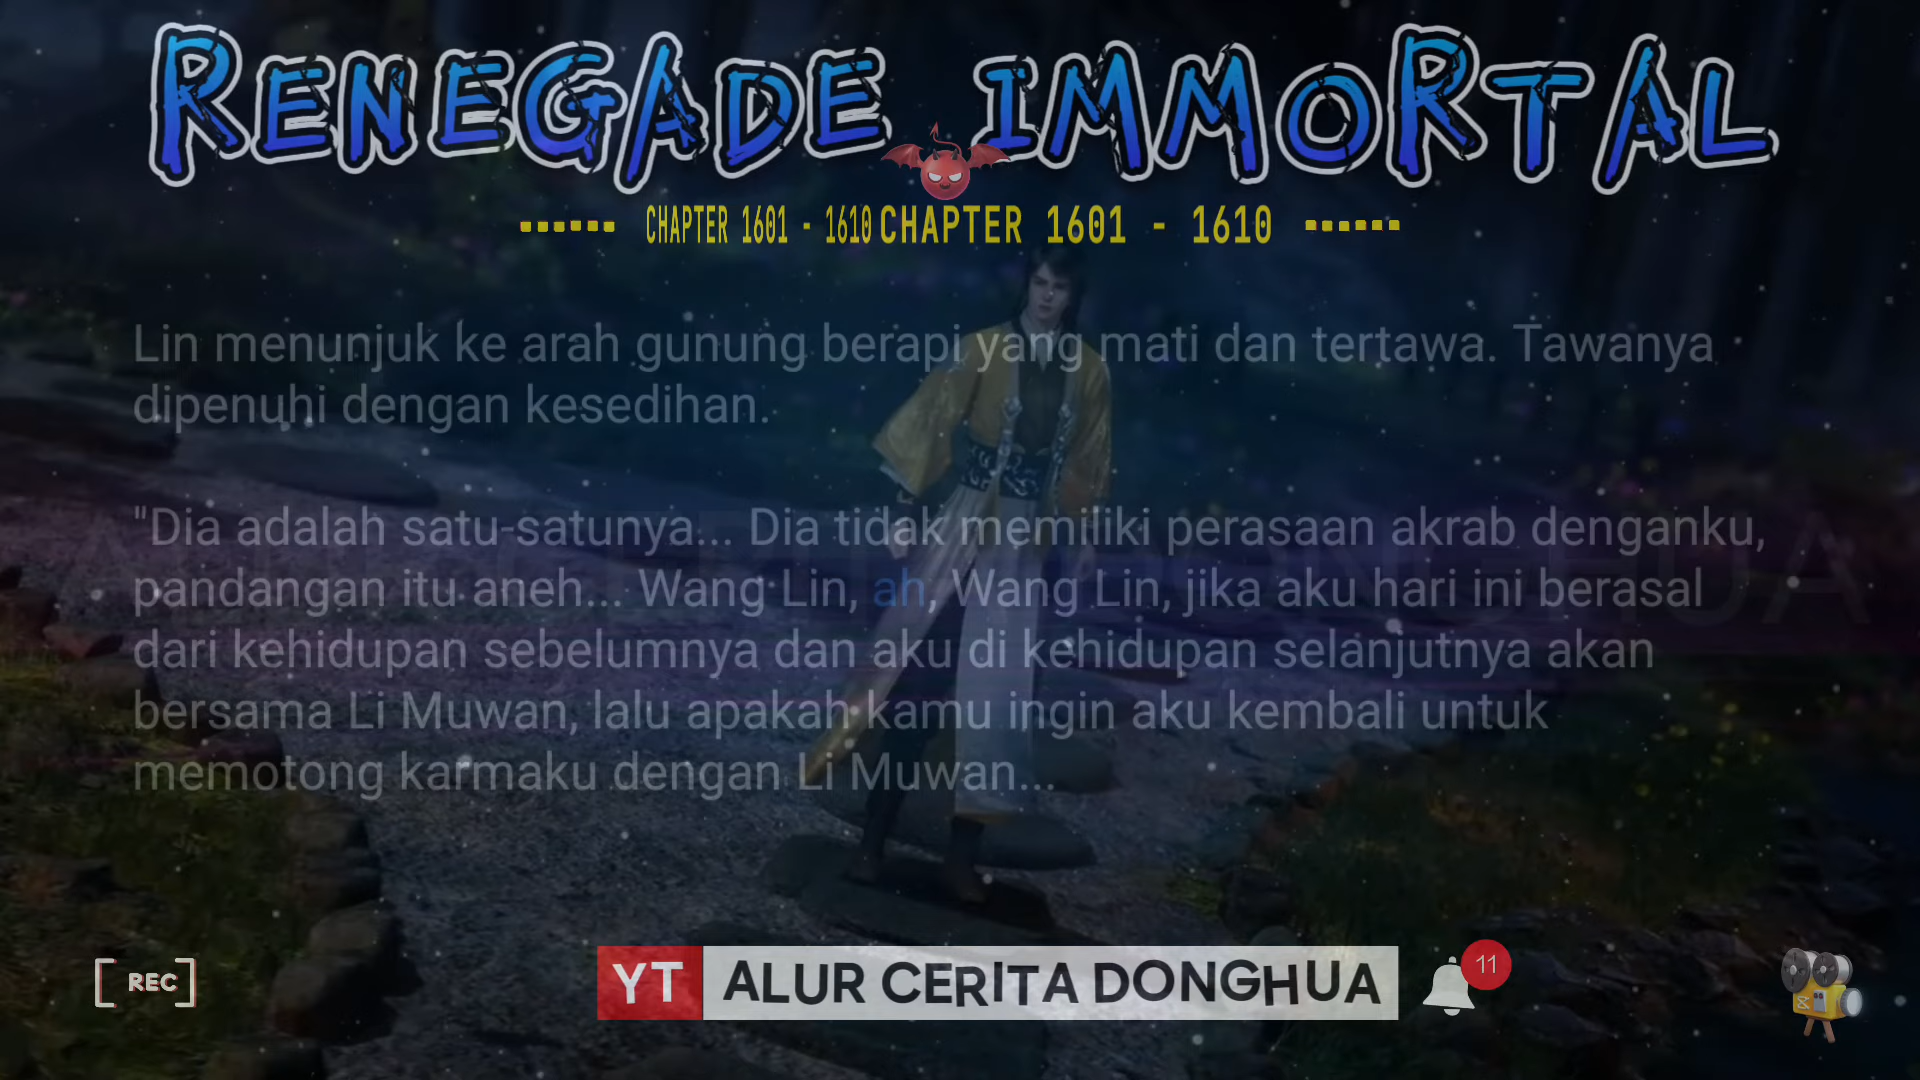 RENEGADE IMMORTAL
CHAPTER 1601 - 1610 CHAPTER 1601 - 1610
Lin menunjuk ke arah gunung berapi yang mati dan tertawa. Tawanya
dipenuhi dengan kesedihan.
"Dia adalah satu-satunya... Dia tidak memiliki perasaan akrab denganku,
pandangan itu aneh... Wang Lin, ah, Wang Lin, jika aku hari ini berasal
dari kehidupan sebelumnya dan aku di kehidupan selanjutnya akan
bersama Li Muwan, lalu apakah kamu ingin aku kembali untuk
memotong karmaku dengan Li Muwan...
[ REC ]
YT ALUR CERITA DONGHUA
11